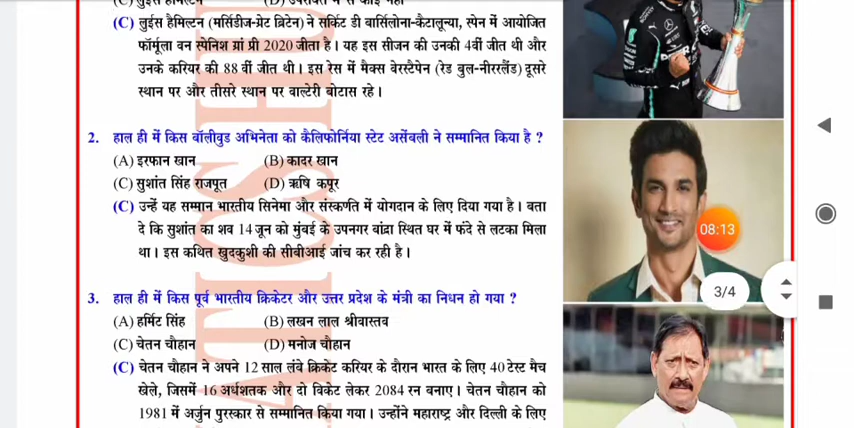 (C) लुईस हैमिल्टन (मर्सिडीज-ग्रेट ब्रिटेन) ने सर्किट डी बार्सिलोना-कैटालून्या, स्पेन में आयोजित
फॉर्मूला वन स्पेनिश ग्रां प्री 2020 जीता है। यह इस सीजन की उनकी 4वीं जीत थी और
उनके करियर की 88 वीं जीत थी। इस रेस में मैक्स वेरस्टैपेन (रेड बुल-नीदरलैंड) दूसरे
स्थान पर और तीसरे स्थान पर वाल्टेरी बोटास रहे।
2. हाल ही में किस बॉलीवुड अभिनेता को कैलिफोर्निया स्टेट असेंबली ने सम्मानित किया है ?
(A) इरफान खान (B) कादर खान
(C) सुशांत सिंह राजपूत (D) ऋषि कपूर
(C) उन्हें यह सम्मान भारतीय सिनेमा और संस्कर्णत में योगदान के लिए दिया गया है। बता
दे कि सुशांत का शव 14 जून को मुंबई के उपनगर बांद्रा स्थित घर में फंदे से लटका मिला
था। इस कथित खुदकुशी की सीबीआई जांच कर रही है।
08:13
3/4
3. हाल ही में किस पूर्व भारतीय क्रिकेटर और उत्तर प्रदेश के मंत्री का निधन हो गया ?
(A) हर्मिट सिंह (B) लखन लाल श्रीवास्तव
(C) चेतन चौहान (D) मनोज चौहान
(C) चेतन चौहान ने अपने 12 साल लंबे क्रिकेट करियर के दौरान भारत के लिए 40 टेस्ट मैच
खेले, जिसमें 16 अर्धशतक और दो विकेट लेकर 2084 रन बनाए। चेतन चौहान को
1981 में अर्जुन पुरस्कार से सम्मानित किया गया। उन्होंने महाराष्ट्र और दिल्ली के लिए